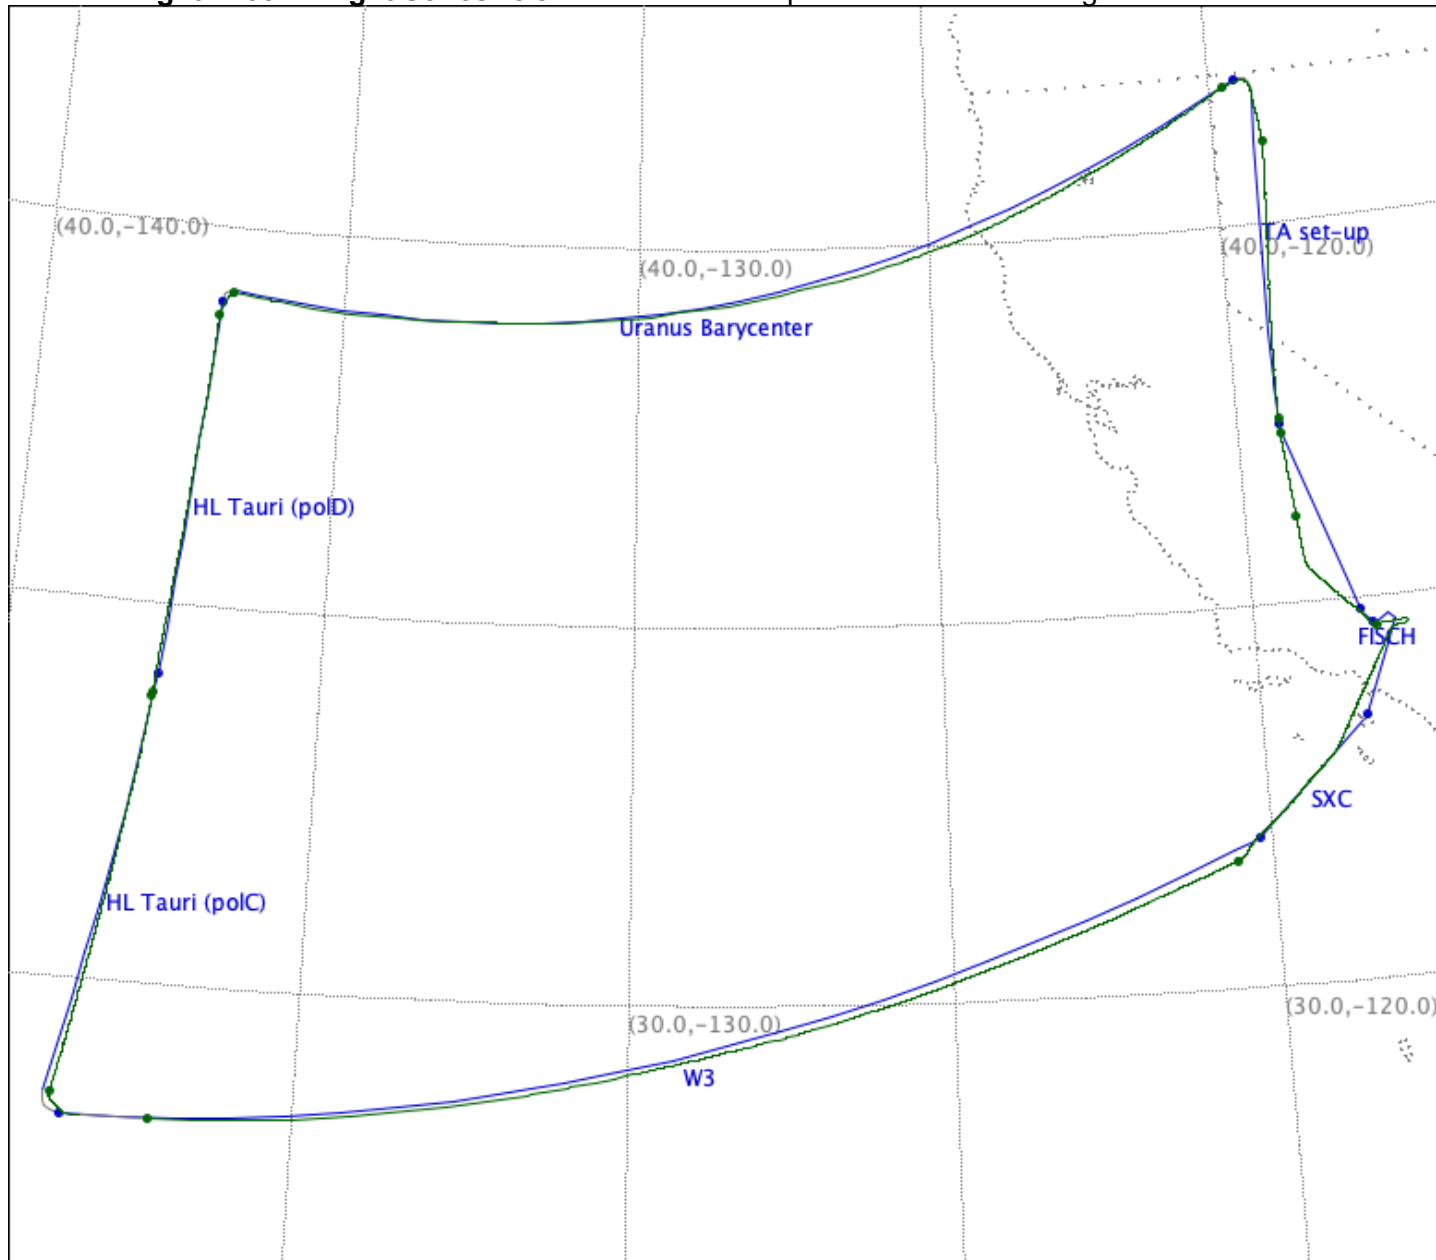 (40.0,-140.0)
TA set-up
(40.0,-120.0)
(40.0,-130.0)
Uranus Barycenter
HL Tauri (polD)
FISCH
SXC
HL Tauri (polC)
(30.0,-120.0)
(30.0,-130.0)
W3